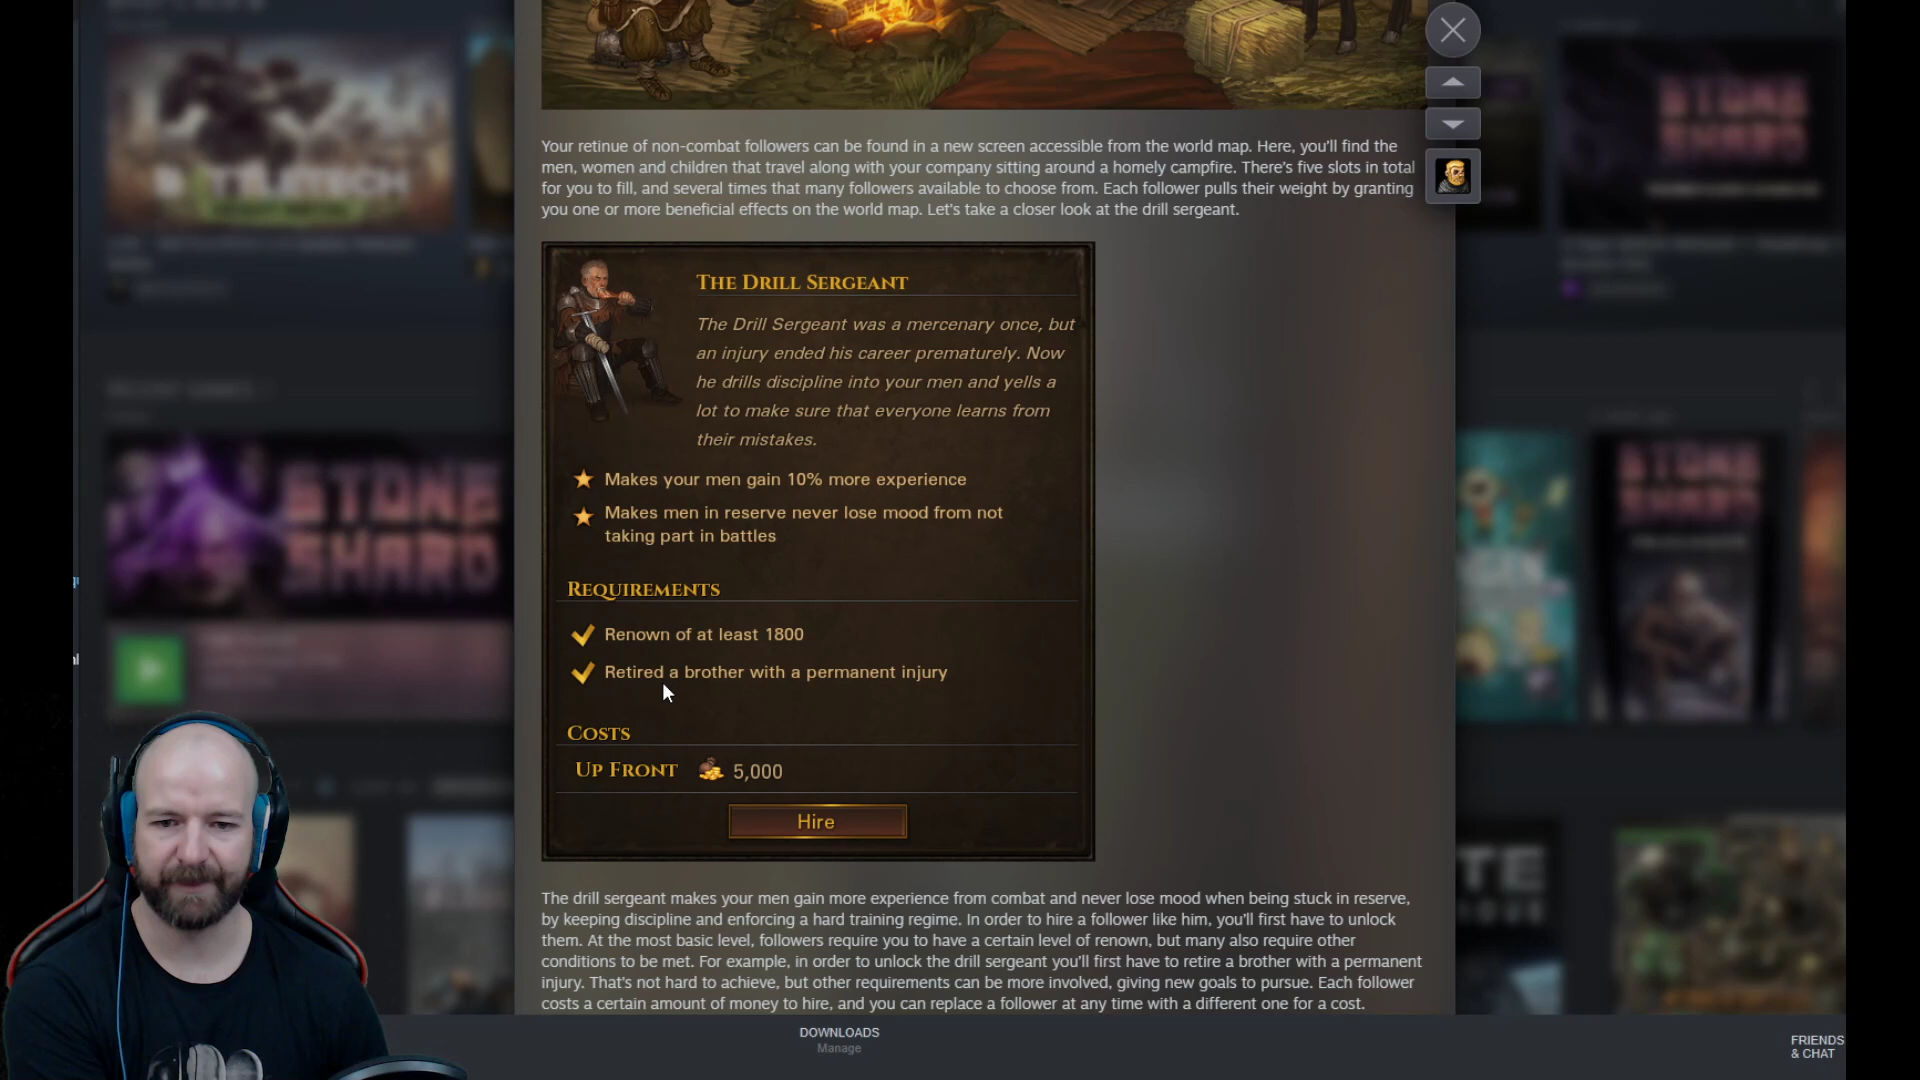 Your retinue of non-combat followers can be found in a new screen accessible from the world map. Here, you'll find the
men, women and children that travel along with your company sitting around a homely campfire. There's five slots in total
for you to fill, and several times that many followers available to choose from. Each follower pulls their weight by granting
you one or more beneficial effects on the world map. Let's take a closer look at the drill sergeant.
THE DRILL SERGEANT
The Drill Sergeant was a mercenary once, but
an injury ended his career prematurely. Now
he drills discipline into your men and yells a
lot to make sure that everyone learns from
their mistakes.
Makes your men gain 10% more experience
Makes men in reserve never lose mood from not
taking part in battles
REQUIREMENTS
Renown of at least 1800
Retired a brother with a permanent injury
COSTS
UP FRONT 5,000
Hire
The drill sergeant makes your men gain more experience from combat and never lose mood when being stuck in reserve,
by keeping discipline and enforcing a hard training regime. In order to hire a follower like him, you'll first have to unlock
them. At the most basic level, followers require you to have a certain level of renown, but many also require other
conditions to be met. For example, in order to unlock the drill sergeant you'll first have to retire a brother with a permanent
injury. That's not hard to achieve, but other requirements can be more involved, giving new goals to pursue. Each follower
costs a certain amount of money to hire, and you can replace a follower at any time with a different one for a cost.
STONE
SHARD
STONE
SHARD
STONE
SHARD
DOWNLOADS
Manage
FRIENDS
& CHAT